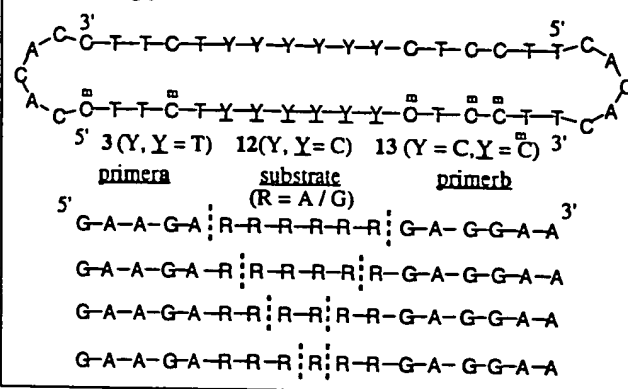 3' 5'
C A C A C C-T-T-C-T-Y-Y-Y-Y-Y-Y-C-T-C-C-T-T C A C A C
m m m m m
C-T-T-C-T-Y-Y-Y-Y-Y-Y-C-T-C-C-T-T
5' 3 (Y, Y = T) 12(Y, Y = C) 13 (Y = C, Y = C) 3'
m
primera substrate primerb
(R = A / G)
5' G-A-A-G-A¦R-R-R-R-R-R¦G-A-G-G-A-A 3'
G-A-A-G-A-R¦R-R-R-R¦R-G-A-G-G-A-A
G-A-A-G-A-R-R¦R-R¦R-R-G-A-G-G-A-A
G-A-A-G-A-R-R-R¦R¦R-R-G-A-G-G-A-A